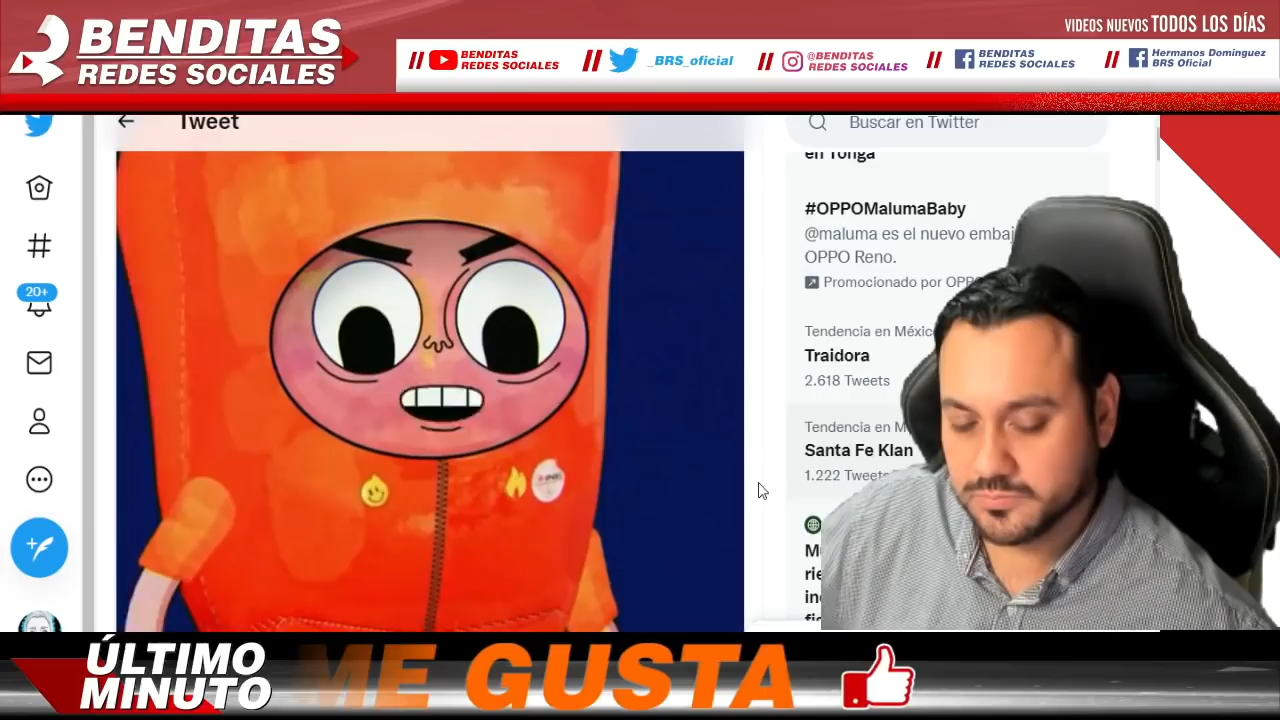 BENDITAS
REDES SOCIALES
VIDEOS NUEVOS TODOS LOS DÍAS
// BENDITAS
REDES SOCIALES
// _BRS_oficial
// @BENDITAS
REDES SOCIALES
// BENDITAS
REDES SOCIALES
// Hermanos Dominguez
BRS Oficial
Tweet
Buscar en Twitter
en Tonga
#OPPOMalumaBaby
@maluma es el nuevo embaj
OPPO Reno.
Promocionado por OPP
20+
Tendencia en Méxic
Traidora
2.618 Tweets
Tendencia en M
Santa Fe Klan
1.222 Tweets
rie
ÚLTIMO
MINUTO
ME GUSTA